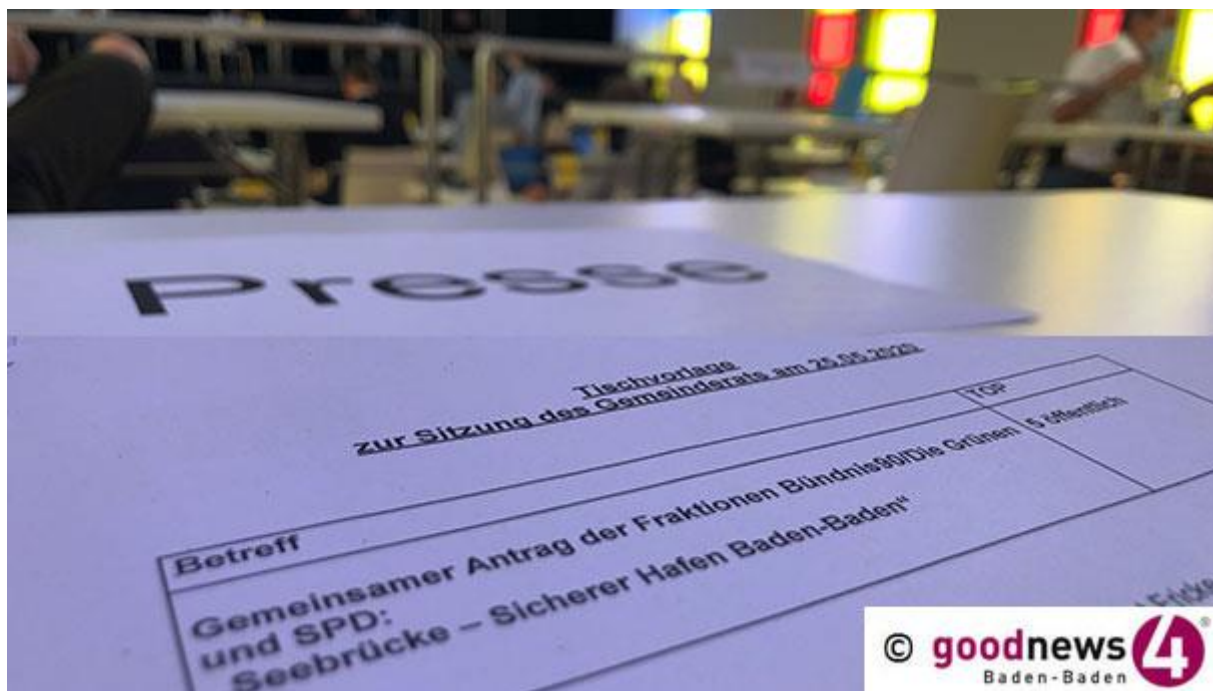 Presse
Tischvorlage
zur Sitzung des Gemeinderats am 25.05.2020
TOP
Betreff
5 öffentlich
Gemeinsamer Antrag der Fraktionen Bündnis90/Die Grünen
und SPD:
Seebrücke – Sicherer Hafen Baden-Baden“
© goodnews4®
Baden-Baden